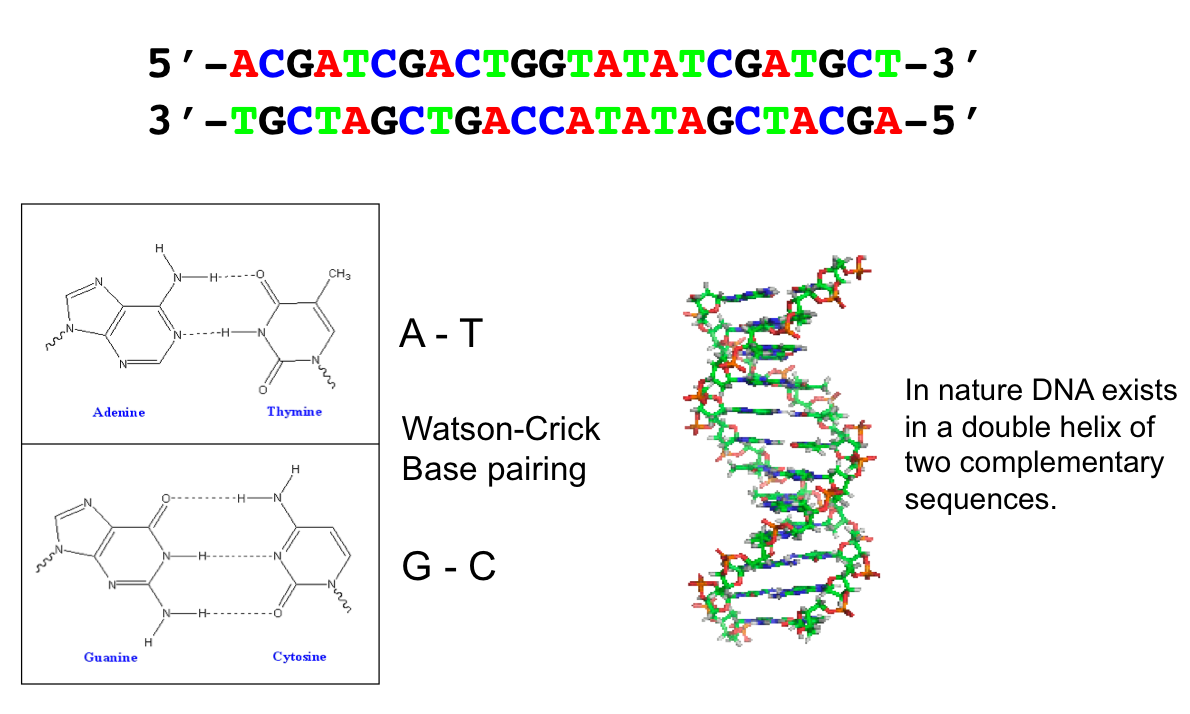 5’-ACGATCGACTGGTATATCGATGCT-3’
3’-TGCTAGCTGACCATATAGCTACGA-5’
H
N
H
O
CH₃
N
N
N
H
N
N
N
O
Adenine
Thymine
A - T
Watson-Crick
Base pairing
H
N
O
H
N
N
N
H
N
N
N
N
H
O
H
Guanine
Cytosine
G - C
In nature DNA exists
in a double helix of
two complementary
sequences.